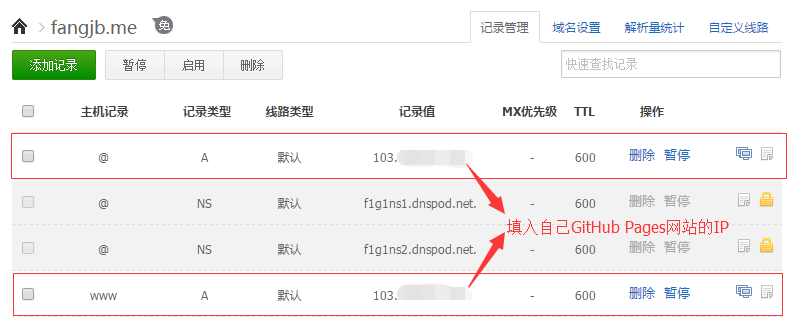 fangjb.me 免 记录管理 域名设置 解析量统计 自定义线路
添加记录 暂停 启用 删除 快速查找记录
主机记录 记录类型 线路类型 记录值 MX优先级 TTL 操作
@ A 默认 103. - 600 删除 暂停
@ NS 默认 f1g1ns1.dnspod.net. - 600 删除 暂停
填入自己GitHub Pages网站的IP
@ NS 默认 f1g1ns2.dnspod.net. - 600 删除 暂停
www A 默认 103. - 600 删除 暂停